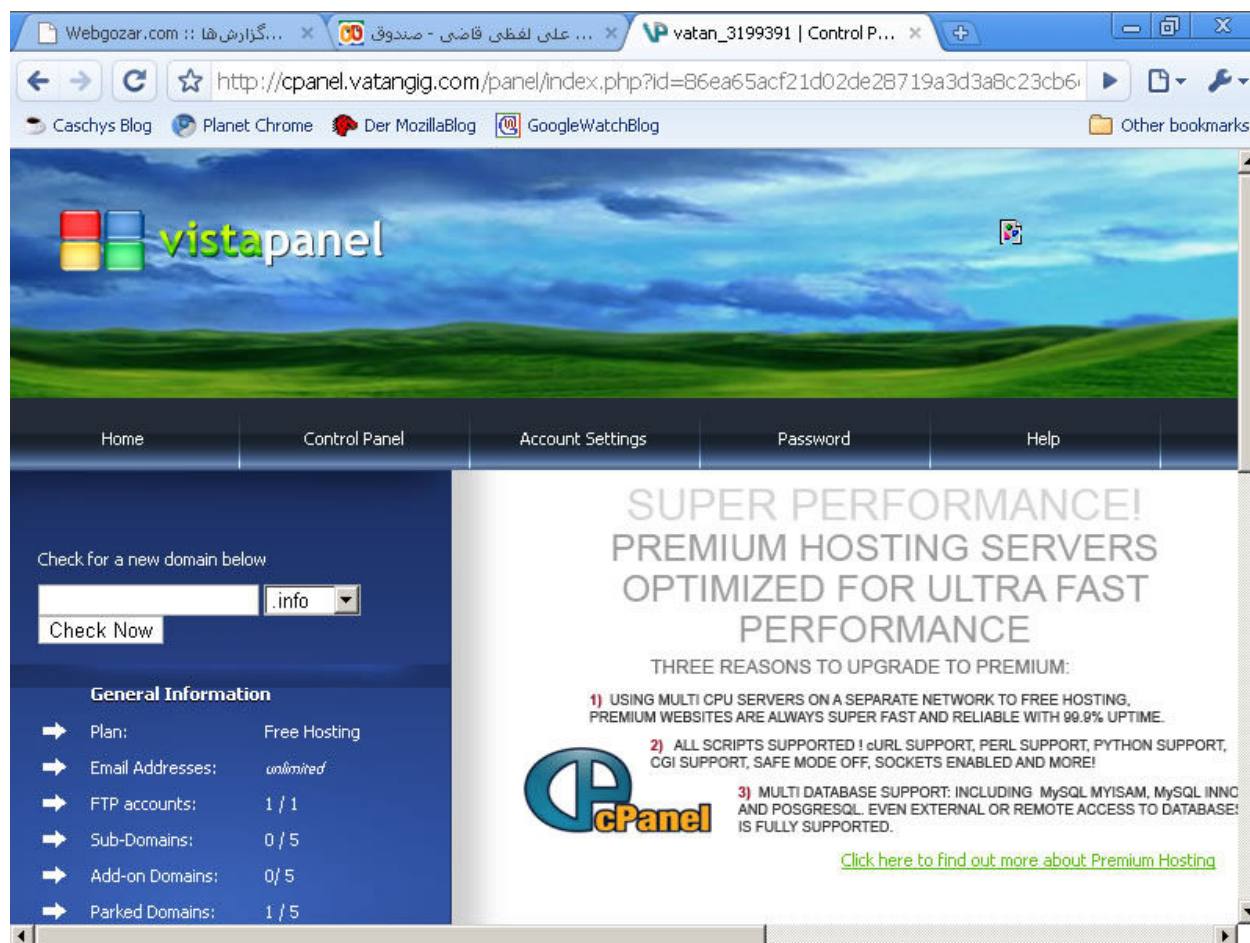 Webgozar.com :: گزارش‌ها...
... علی لفظی قاضی - صندوق
vatan_3199391 | Control P...
http://cpanel.vatangig.com/panel/index.php?id=86ea65acf21d02de28719a3d3a8c23cb6
Caschys Blog Planet Chrome Der MozillaBlog GoogleWatchBlog Other bookmarks
vistapanel
Home Control Panel Account Settings Password Help
Check for a new domain below
.info
Check Now
General Information
Plan: Free Hosting
Email Addresses: unlimited
FTP accounts: 1 / 1
Sub-Domains: 0 / 5
Add-on Domains: 0/ 5
Parked Domains: 1 / 5
SUPER PERFORMANCE!
PREMIUM HOSTING SERVERS
OPTIMIZED FOR ULTRA FAST
PERFORMANCE
THREE REASONS TO UPGRADE TO PREMIUM:
1) USING MULTI CPU SERVERS ON A SEPARATE NETWORK TO FREE HOSTING,
PREMIUM WEBSITES ARE ALWAYS SUPER FAST AND RELIABLE WITH 99.9% UPTIME.
2) ALL SCRIPTS SUPPORTED ! cURL SUPPORT, PERL SUPPORT, PYTHON SUPPORT,
CGI SUPPORT, SAFE MODE OFF, SOCKETS ENABLED AND MORE!
3) MULTI DATABASE SUPPORT: INCLUDING MySQL MYISAM, MySQL INNO
AND POSGRESQL. EVEN EXTERNAL OR REMOTE ACCESS TO DATABASES
IS FULLY SUPPORTED.
cPanel
Click here to find out more about Premium Hosting